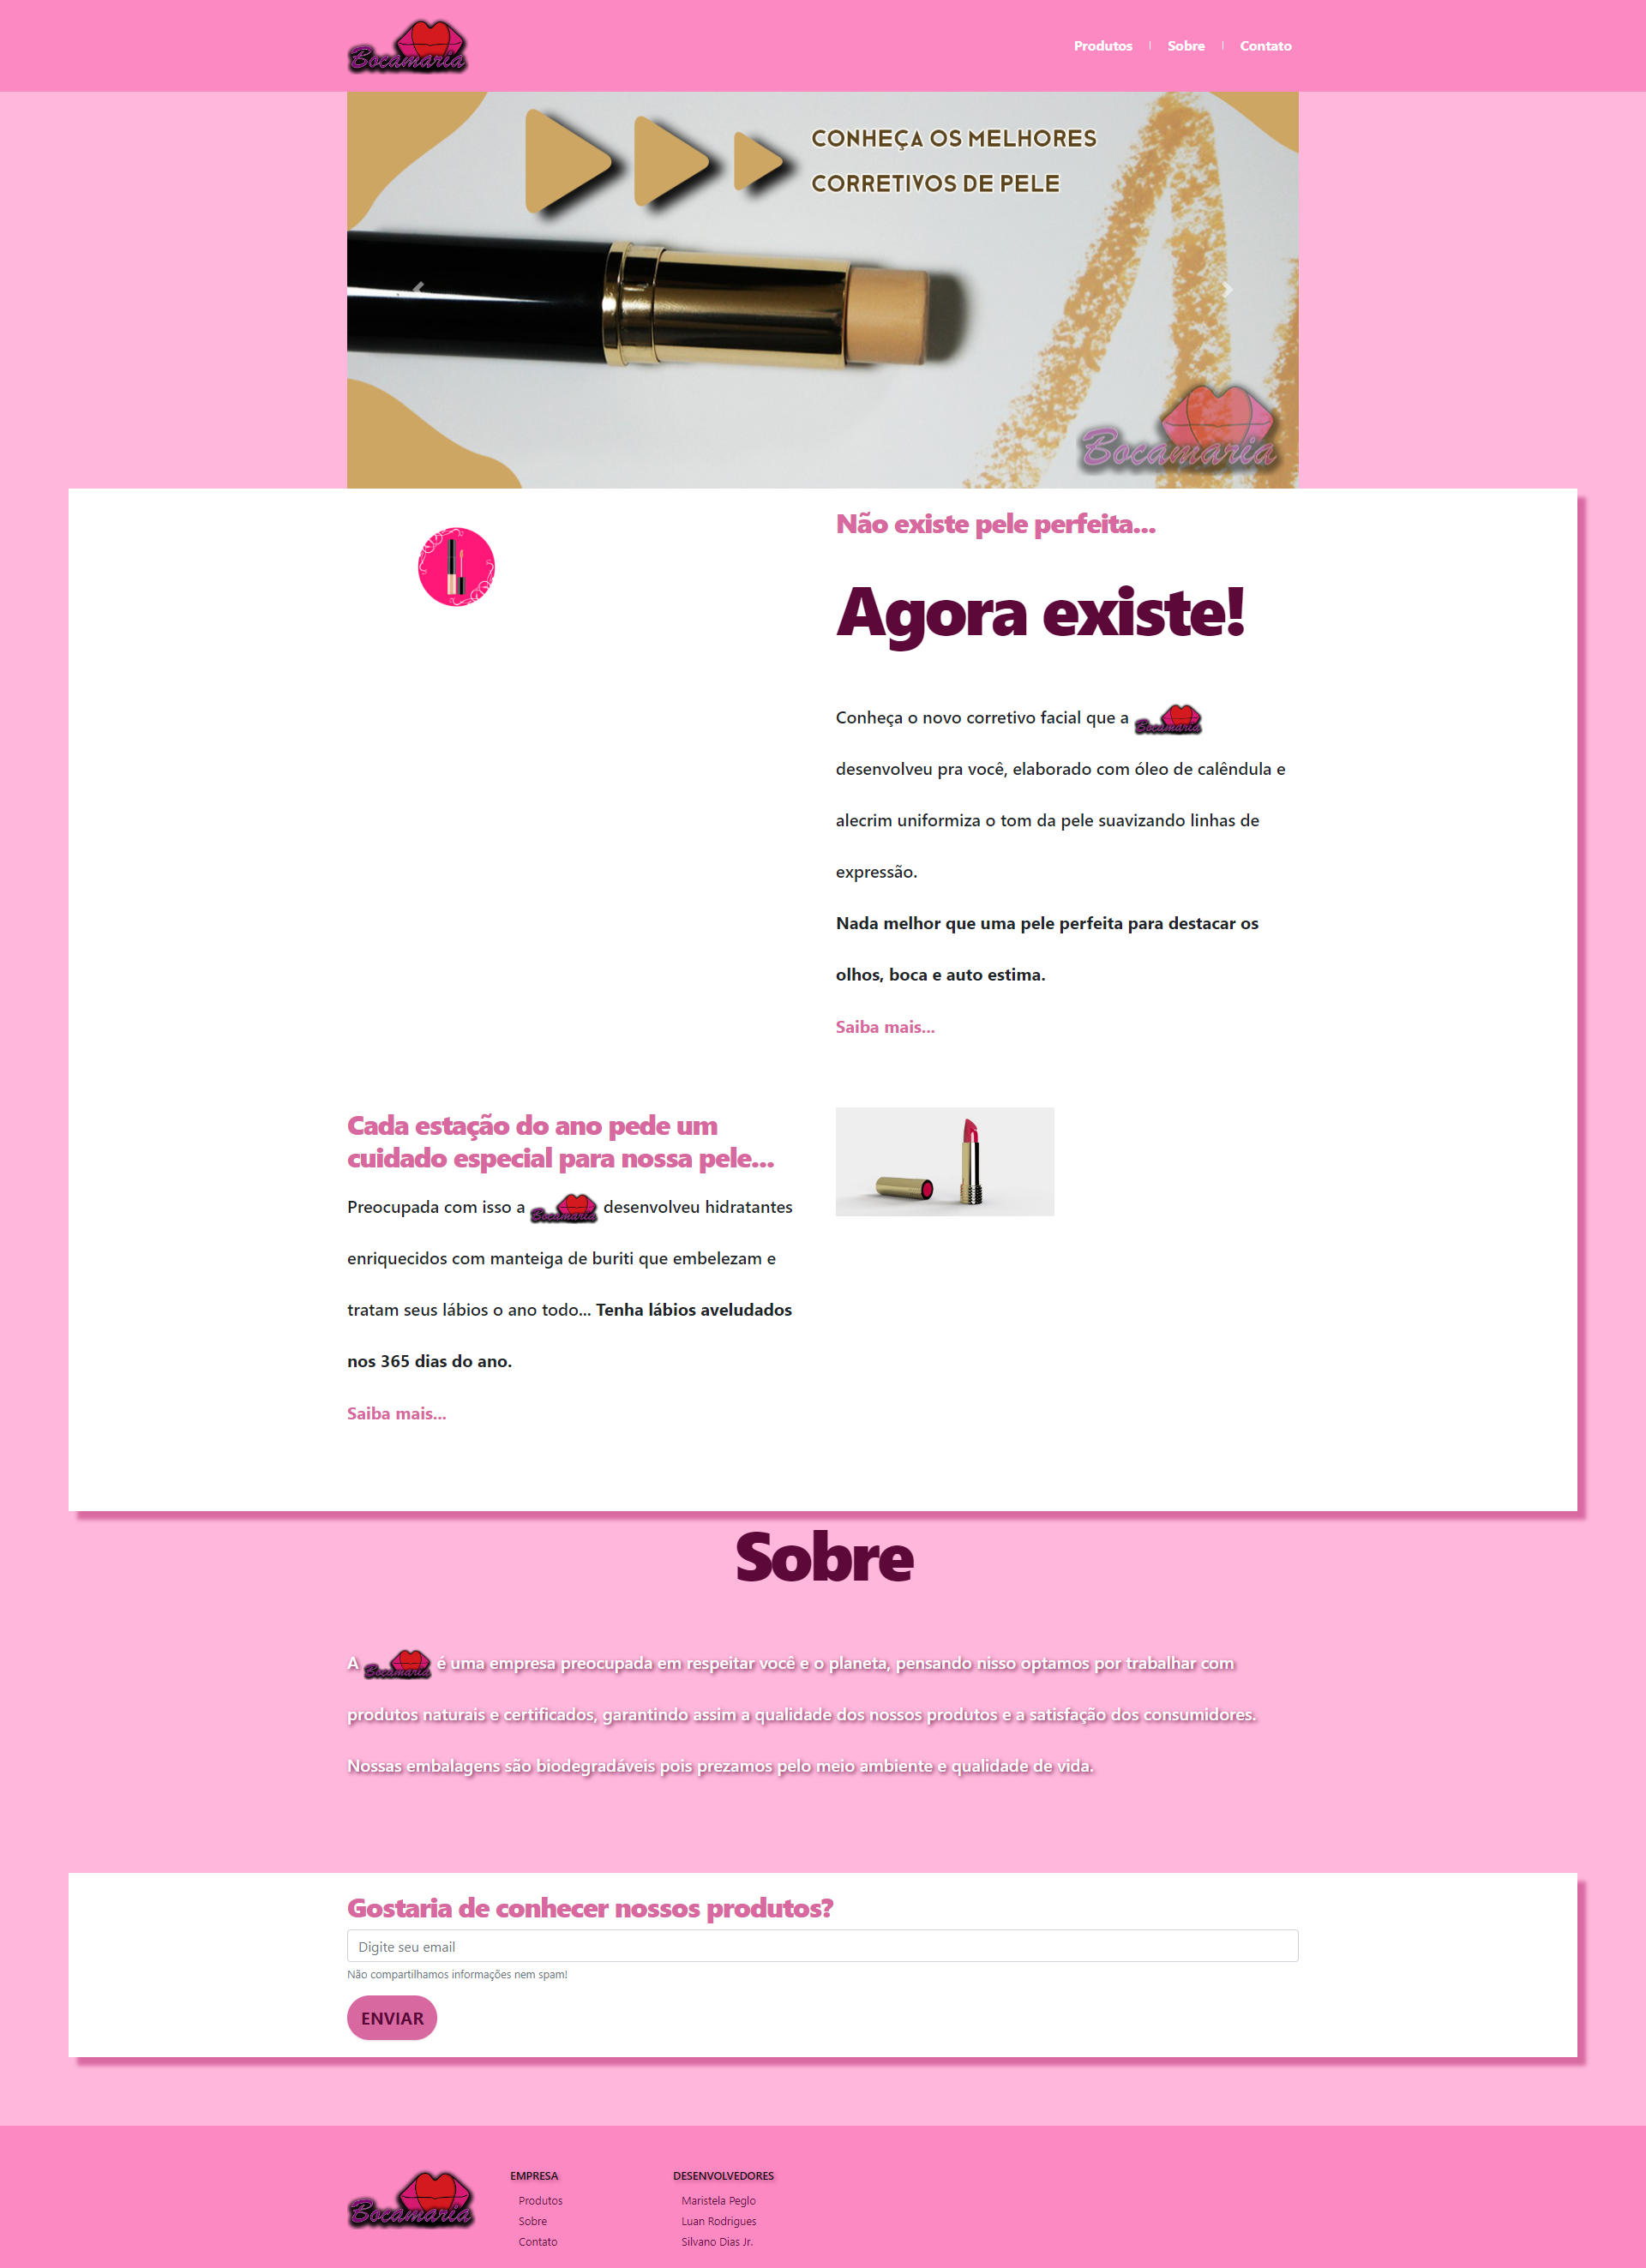 Bocamaria
Produtos
Sobre
Contato
CONHEÇA OS MELHORES
CORRETIVOS DE PELE
Bocamaria
Não existe pele perfeita...
Agora existe!
Conheça o novo corretivo facial que a Bocamaria
desenvolveu pra você, elaborado com óleo de calêndula e
alecrim uniformiza o tom da pele suavizando linhas de
expressão.
Nada melhor que uma pele perfeita para destacar os
olhos, boca e auto estima.
Saiba mais...
Cada estação do ano pede um
cuidado especial para nossa pele...
Preocupada com isso a Bocamaria desenvolveu hidratantes
enriquecidos com manteiga de buriti que embelezam e
tratam seus lábios o ano todo... Tenha lábios aveludados
nos 365 dias do ano.
Saiba mais...
Sobre
A Bocamaria é uma empresa preocupada em respeitar você e o planeta, pensando nisso optamos por trabalhar com
produtos naturais e certificados, garantindo assim a qualidade dos nossos produtos e a satisfação dos consumidores.
Nossas embalagens são biodegradáveis pois prezamos pelo meio ambiente e qualidade de vida.
Gostaria de conhecer nossos produtos?
Digite seu email
Não compartilhamos informações nem spam!
ENVIAR
Bocamaria
EMPRESA
Produtos
Sobre
Contato
DESENVOLVEDORES
Maristela Peglo
Luan Rodrigues
Silvano Dias Jr.